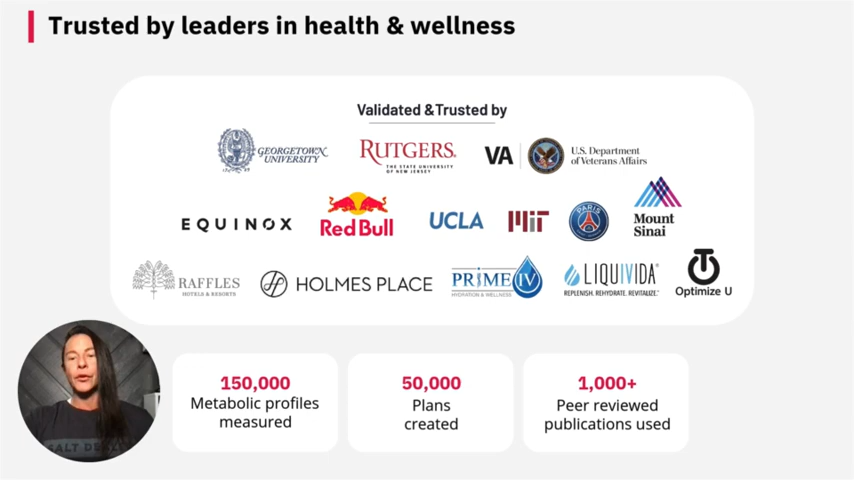 Trusted by leaders in health & wellness
Validated &Trusted by
GEORGETOWN
UNIVERSITY
RUTGERS
THE STATE UNIVERSITY
OF NEW JERSEY
VA
U.S. Department
of Veterans Affairs
EQUINOX
Red Bull
UCLA
MIT
PARIS
Mount
Sinai
RAFFLES
HOTELS & RESORTS
HOLMES PLACE
PRIME IV
HYDRATION & WELLNESS
LIQUIVIDA
REPLENISH. REHYDRATE. REVITALIZE.
Optimize U
150,000
Metabolic profiles
measured
50,000
Plans
created
1,000+
Peer reviewed
publications used